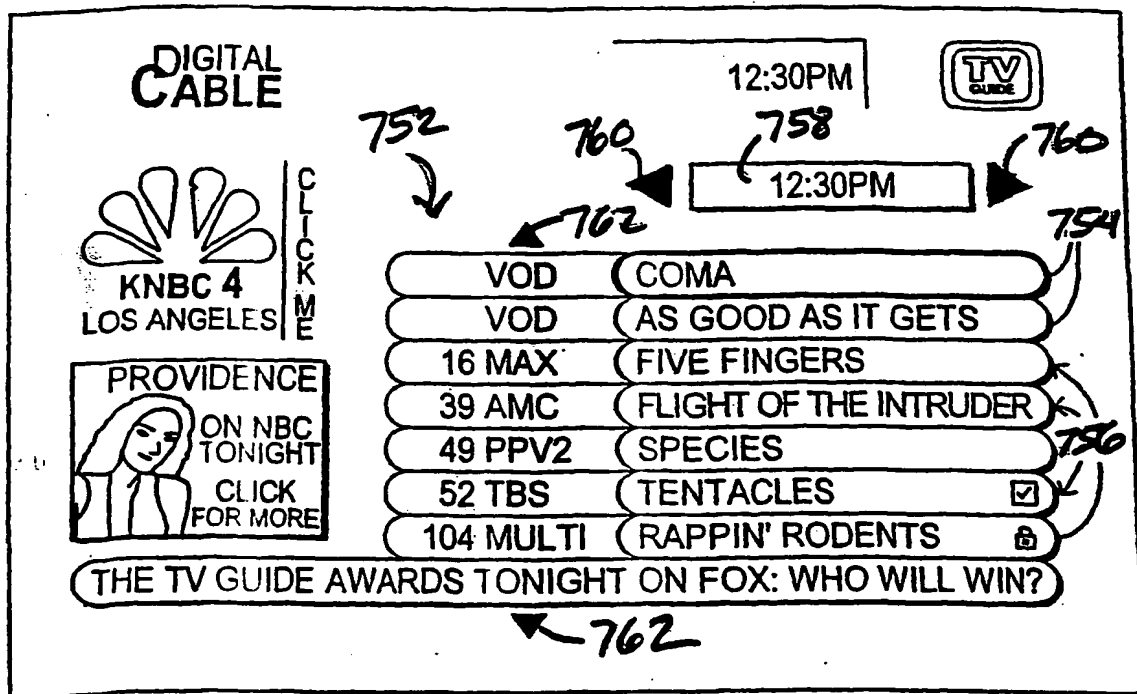 DIGITAL
CABLE
12:30PM
TV
GUIDE
752
760
758
760
12:30PM
762
754
CLICK ME
KNBC 4
LOS ANGELES
VOD COMA
VOD AS GOOD AS IT GETS
16 MAX FIVE FINGERS
39 AMC FLIGHT OF THE INTRUDER
49 PPV2 SPECIES
756
52 TBS TENTACLES
104 MULTI RAPPIN' RODENTS
PROVIDENCE
ON NBC
TONIGHT
CLICK
FOR MORE
THE TV GUIDE AWARDS TONIGHT ON FOX: WHO WILL WIN?
762